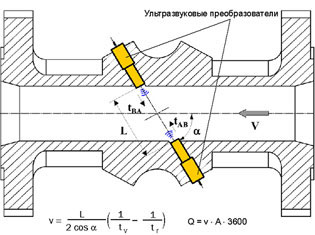 Ультразвуковые преобразователи
t_BA
t_AB
L
α
V
v = L / (2 cos α) (1/t_v − 1/t_r)
Q = v · A · 3600